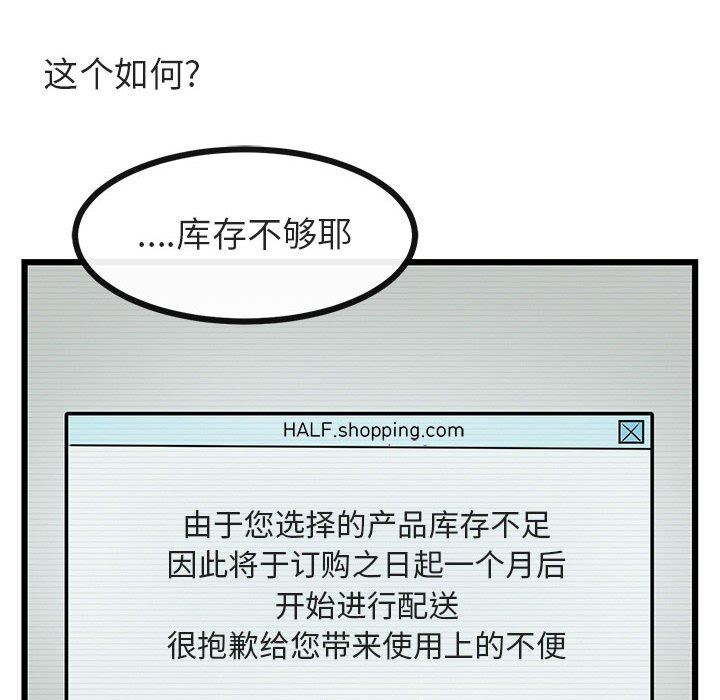 这个如何?
....库存不够耶
HALF.shopping.com
由于您选择的产品库存不足
因此将于订购之日起一个月后
开始进行配送
很抱歉给您带来使用上的不便